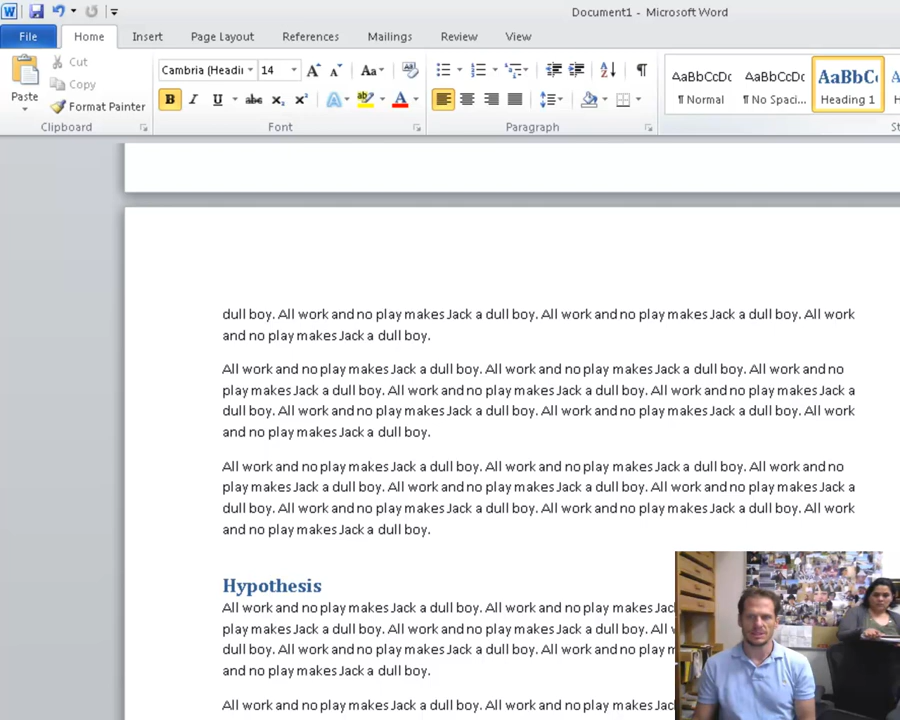 Document1 - Microsoft Word
File Home Insert Page Layout References Mailings Review View
Cut
Copy
Format Painter
Paste
Clipboard
Cambria (Headi 14
Font
Paragraph
AaBbCcDc AaBbCcDc AaBbC
¶ Normal ¶ No Spaci... Heading 1
dull boy. All work and no play makes Jack a dull boy. All work and no play makes Jack a dull boy. All work
and no play makes Jack a dull boy.
All work and no play makes Jack a dull boy. All work and no play makes Jack a dull boy. All work and no
play makes Jack a dull boy. All work and no play makes Jack a dull boy. All work and no play makes Jack a
dull boy. All work and no play makes Jack a dull boy. All work and no play makes Jack a dull boy. All work
and no play makes Jack a dull boy.
All work and no play makes Jack a dull boy. All work and no play makes Jack a dull boy. All work and no
play makes Jack a dull boy. All work and no play makes Jack a dull boy. All work and no play makes Jack a
dull boy. All work and no play makes Jack a dull boy. All work and no play makes Jack a dull boy. All work
and no play makes Jack a dull boy.
Hypothesis
All work and no play makes Jack a dull boy. All work and no play makes Jac
play makes Jack a dull boy. All work and no play makes Jack a dull boy. All
dull boy. All work and no play makes Jack a dull boy. All work and no play m
and no play makes Jack a dull boy.
All work and no play makes Jack a dull boy. All work and no play makes Jac